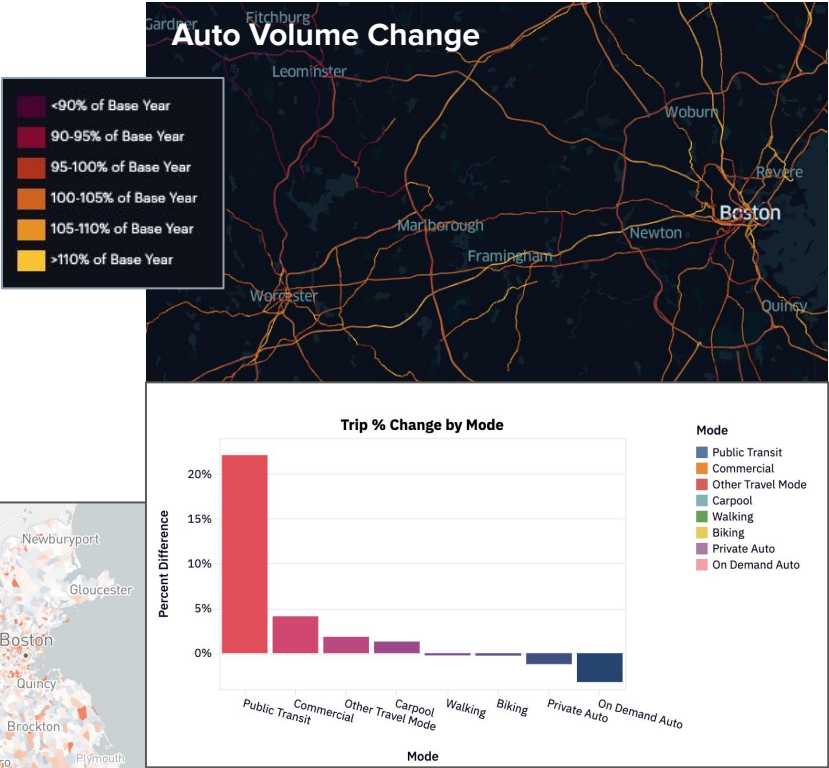 Auto Volume Change
Gardner
Fitchburg
Leominster
Woburn
Revere
Boston
Marlborough
Newton
Framingham
Worcester
Quincy
<90% of Base Year
90-95% of Base Year
95-100% of Base Year
100-105% of Base Year
105-110% of Base Year
>110% of Base Year
Trip % Change by Mode
Percent Difference
20%
15%
10%
5%
0%
Public Transit
Commercial
Other Travel Mode
Carpool
Walking
Biking
Private Auto
On Demand Auto
Mode
Mode
Public Transit
Commercial
Other Travel Mode
Carpool
Walking
Biking
Private Auto
On Demand Auto
Newburyport
Gloucester
Boston
Quincy
Brockton
Plymouth
ro